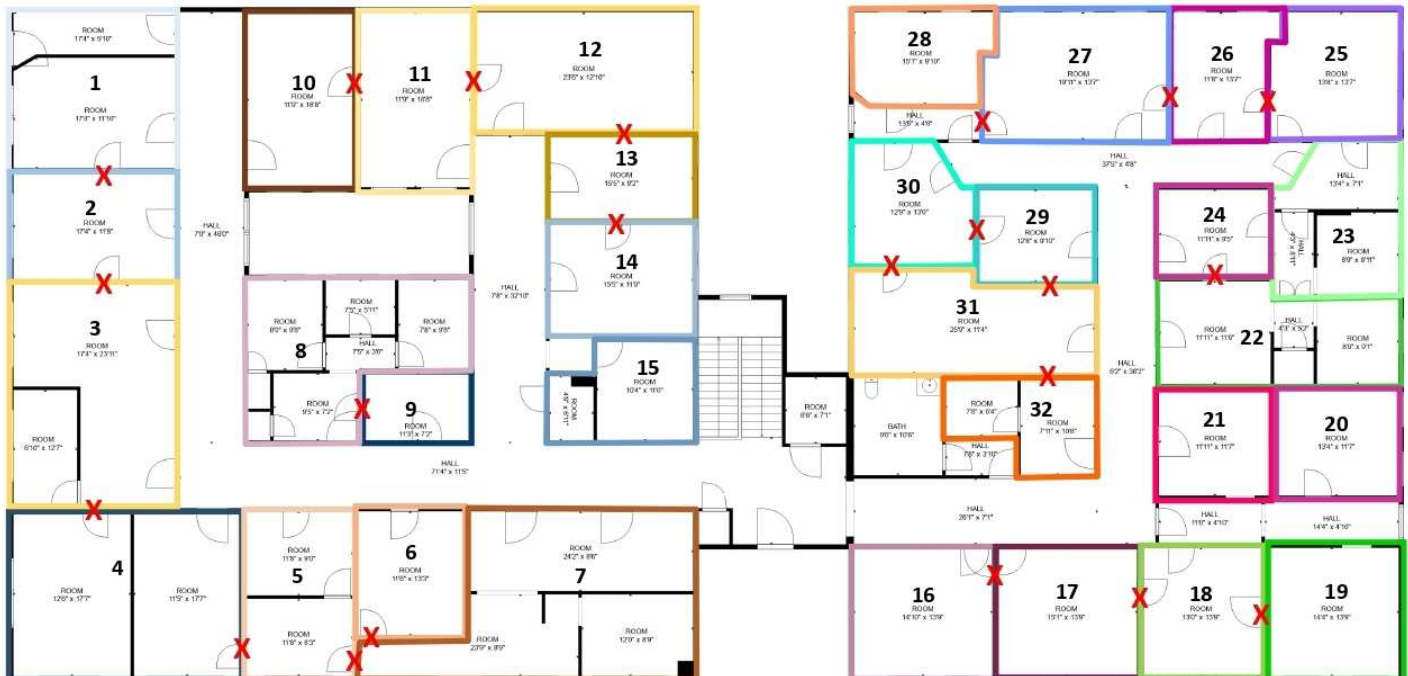 ROOM
17'4" x 5'10"
1
ROOM
17'4" x 11'10"
2
ROOM
17'4" x 11'8"
3
ROOM
17'4" x 23'11"
ROOM
6'10" x 12'7"
4
ROOM
12'6" x 17'7"
ROOM
11'5" x 17'7"
HALL
10
ROOM
11'9" x 18'8"
11
ROOM
11'9" x 18'8"
12
ROOM
23'6" x 12'10"
13
ROOM
15'5" x 9'2"
14
ROOM
15'5" x 11'9"
15
ROOM
10'4" x 11'0"
ROOM
4'9" x 6'11"
HALL
7'8" x 32'10"
8
ROOM
8'0" x 9'8"
ROOM
7'5" x 5'11"
ROOM
7'8" x 9'8"
HALL
7'5" x 3'0"
ROOM
9'5" x 7'2"
9
ROOM
11'3" x 7'2"
HALL
71'4" x 11'5"
5
ROOM
11'8" x 9'0"
ROOM
11'8" x 8'3"
6
ROOM
11'6" x 13'3"
7
ROOM
24'2" x 8'8"
ROOM
23'9" x 8'9"
ROOM
12'0" x 8'9"
ROOM
6'8" x 7'1"
28
ROOM
15'7" x 9'10"
HALL
13'9" x 4'8"
27
ROOM
19'11" x 13'7"
26
ROOM
11'8" x 13'7"
25
ROOM
13'8" x 13'7"
HALL
37'5" x 4'8"
HALL
13'4" x 7'1"
30
ROOM
12'9" x 13'0"
29
ROOM
12'8" x 9'10"
24
ROOM
11'11" x 9'5"
HALL
23
ROOM
8'9" x 8'11"
31
ROOM
25'9" x 11'4"
HALL
6'2" x 38'2"
22
ROOM
11'11" x 11'0"
HALL
4'3" x 5'2"
ROOM
8'9" x 9'1"
BATH
9'6" x 10'6"
32
ROOM
7'8" x 6'4"
ROOM
7'11" x 10'6"
HALL
7'8" x 3'10"
21
ROOM
11'11" x 11'7"
20
ROOM
13'4" x 11'7"
HALL
26'1" x 7'1"
HALL
11'9" x 4'10"
HALL
14'4" x 4'10"
16
ROOM
14'10" x 13'9"
17
ROOM
15'1" x 13'9"
18
ROOM
13'0" x 13'9"
19
ROOM
14'4" x 13'9"